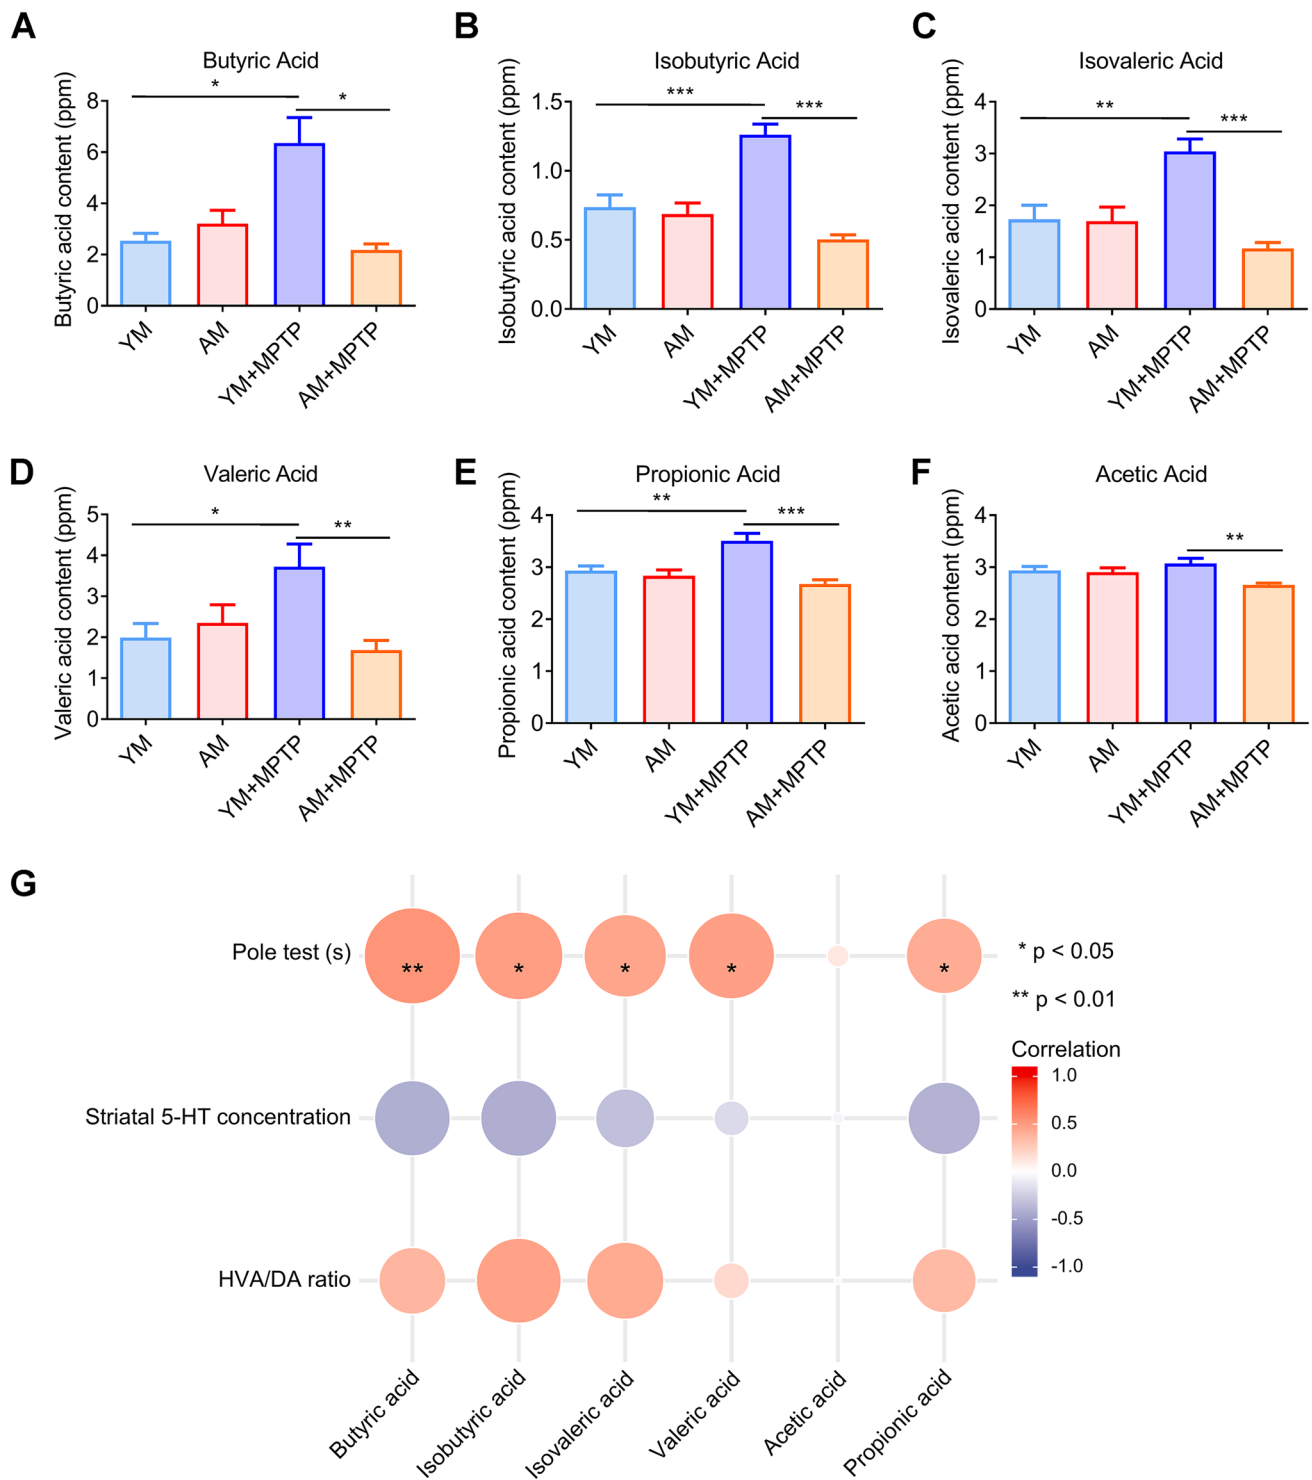 A
Butyric Acid
Butyric acid content (ppm)
8
6
4
2
0
*
*
YM
AM
YM+MPTP
AM+MPTP
B
Isobutyric Acid
Isobutyric acid content (ppm)
1.5
1.0
0.5
0.0
***
***
YM
AM
YM+MPTP
AM+MPTP
C
Isovaleric Acid
Isovaleric acid content (ppm)
4
3
2
1
0
**
***
YM
AM
YM+MPTP
AM+MPTP
D
Valeric Acid
Valeric acid content (ppm)
5
4
3
2
1
0
*
**
YM
AM
YM+MPTP
AM+MPTP
E
Propionic Acid
Propionic acid content (ppm)
4
3
2
1
0
**
***
YM
AM
YM+MPTP
AM+MPTP
F
Acetic Acid
Acetic acid content (ppm)
4
3
2
1
0
**
YM
AM
YM+MPTP
AM+MPTP
G
Pole test (s)
** * * * *
Striatal 5-HT concentration
HVA/DA ratio
Butyric acid
Isobutyric acid
Isovaleric acid
Valeric acid
Acetic acid
Propionic acid
* p < 0.05
** p < 0.01
Correlation
1.0
0.5
0.0
-0.5
-1.0